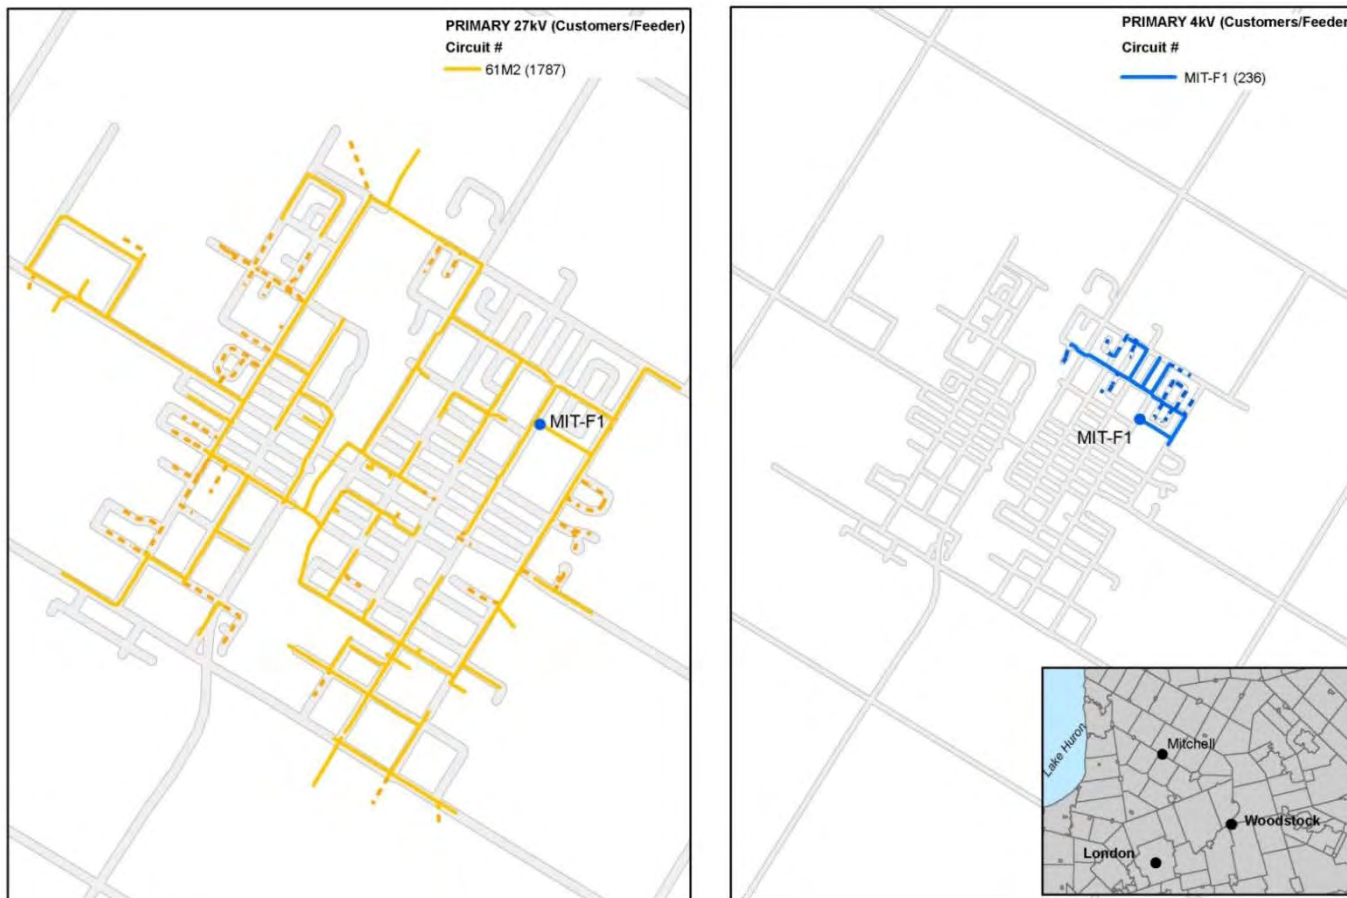 PRIMARY 27kV (Customers/Feeder)
Circuit #
61M2 (1787)
MIT-F1
PRIMARY 4kV (Customers/Feeder
Circuit #
MIT-F1 (236)
MIT-F1
Lake Huron
Mitchell
Woodstock
London